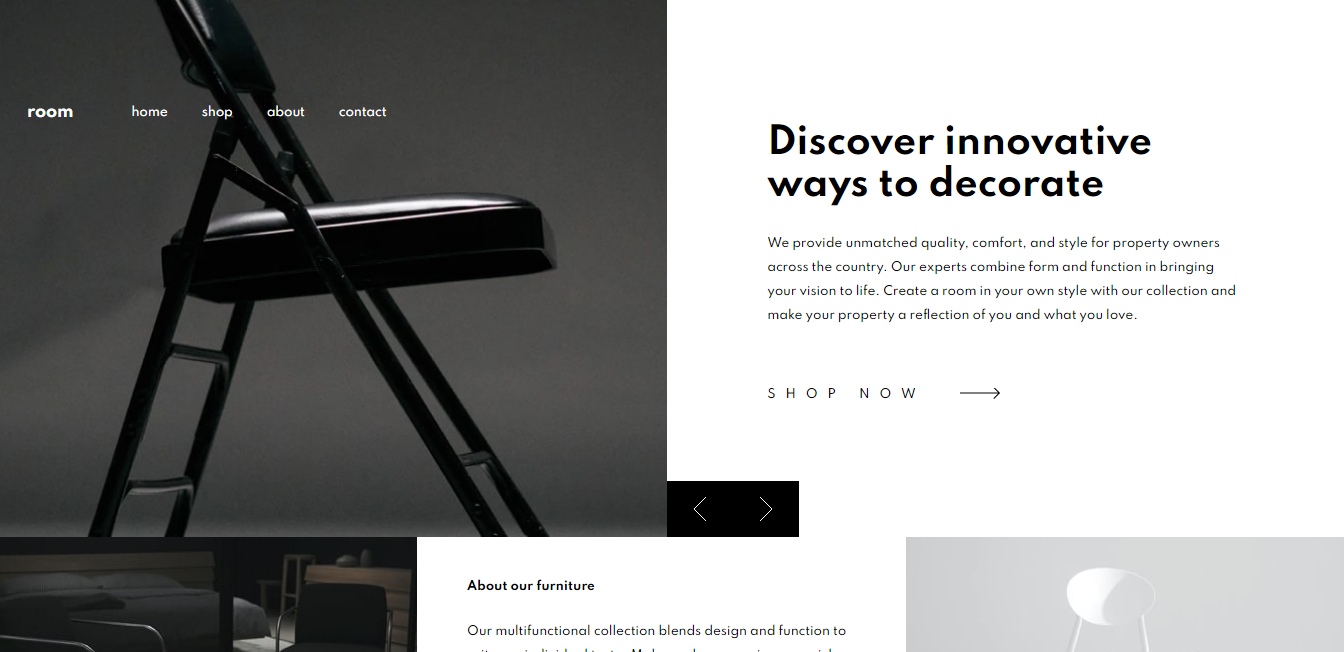 room
home shop about contact
Discover innovative
ways to decorate
We provide unmatched quality, comfort, and style for property owners
across the country. Our experts combine form and function in bringing
your vision to life. Create a room in your own style with our collection and
make your property a reflection of you and what you love.
SHOP NOW
About our furniture
Our multifunctional collection blends design and function to